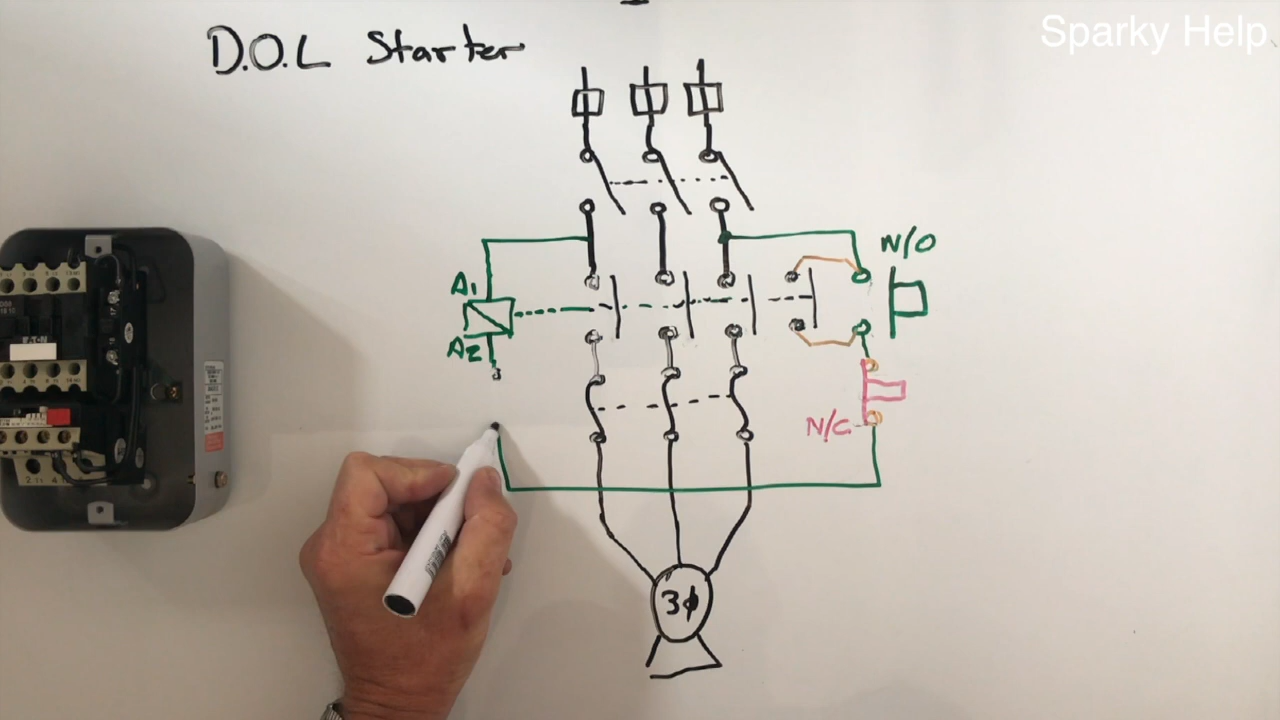 D.O.L Starter
Sparky Help
N/O
A1
A2
N/C
3ϕ